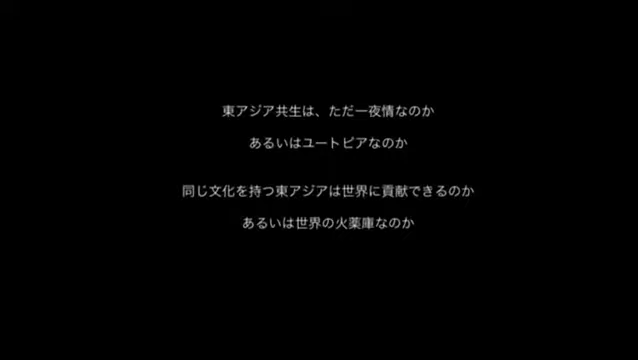 東アジア共生は、ただ一夜情なのか
あるいはユートピアなのか
同じ文化を持つ東アジアは世界に貢献できるのか
あるいは世界の火薬庫なのか